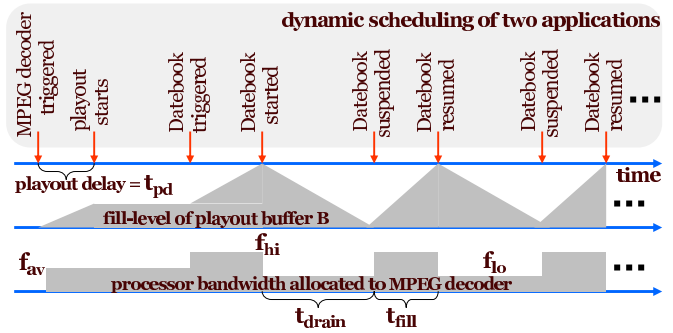 dynamic scheduling of two applications
MPEG decoder
triggered
playout
starts
Datebook
triggered
Datebook
started
Datebook
suspended
Datebook
resumed
Datebook
suspended
Datebook
resumed
...
playout delay = tpd
time
fill-level of playout buffer B
...
fav
fhi
flo
...
processor bandwidth allocated to MPEG decoder
tdrain
tfill